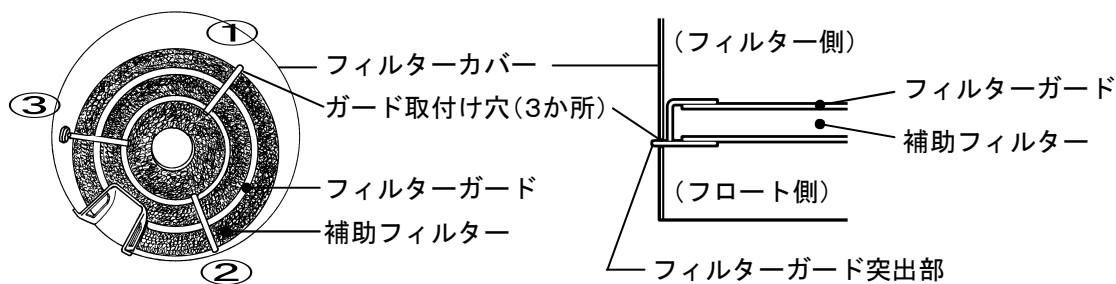 ①
③
②
フィルターカバー
ガード取付け穴(3か所)
フィルターガード
補助フィルター
(フィルター側)
フィルターガード
補助フィルター
(フロート側)
フィルターガード突出部